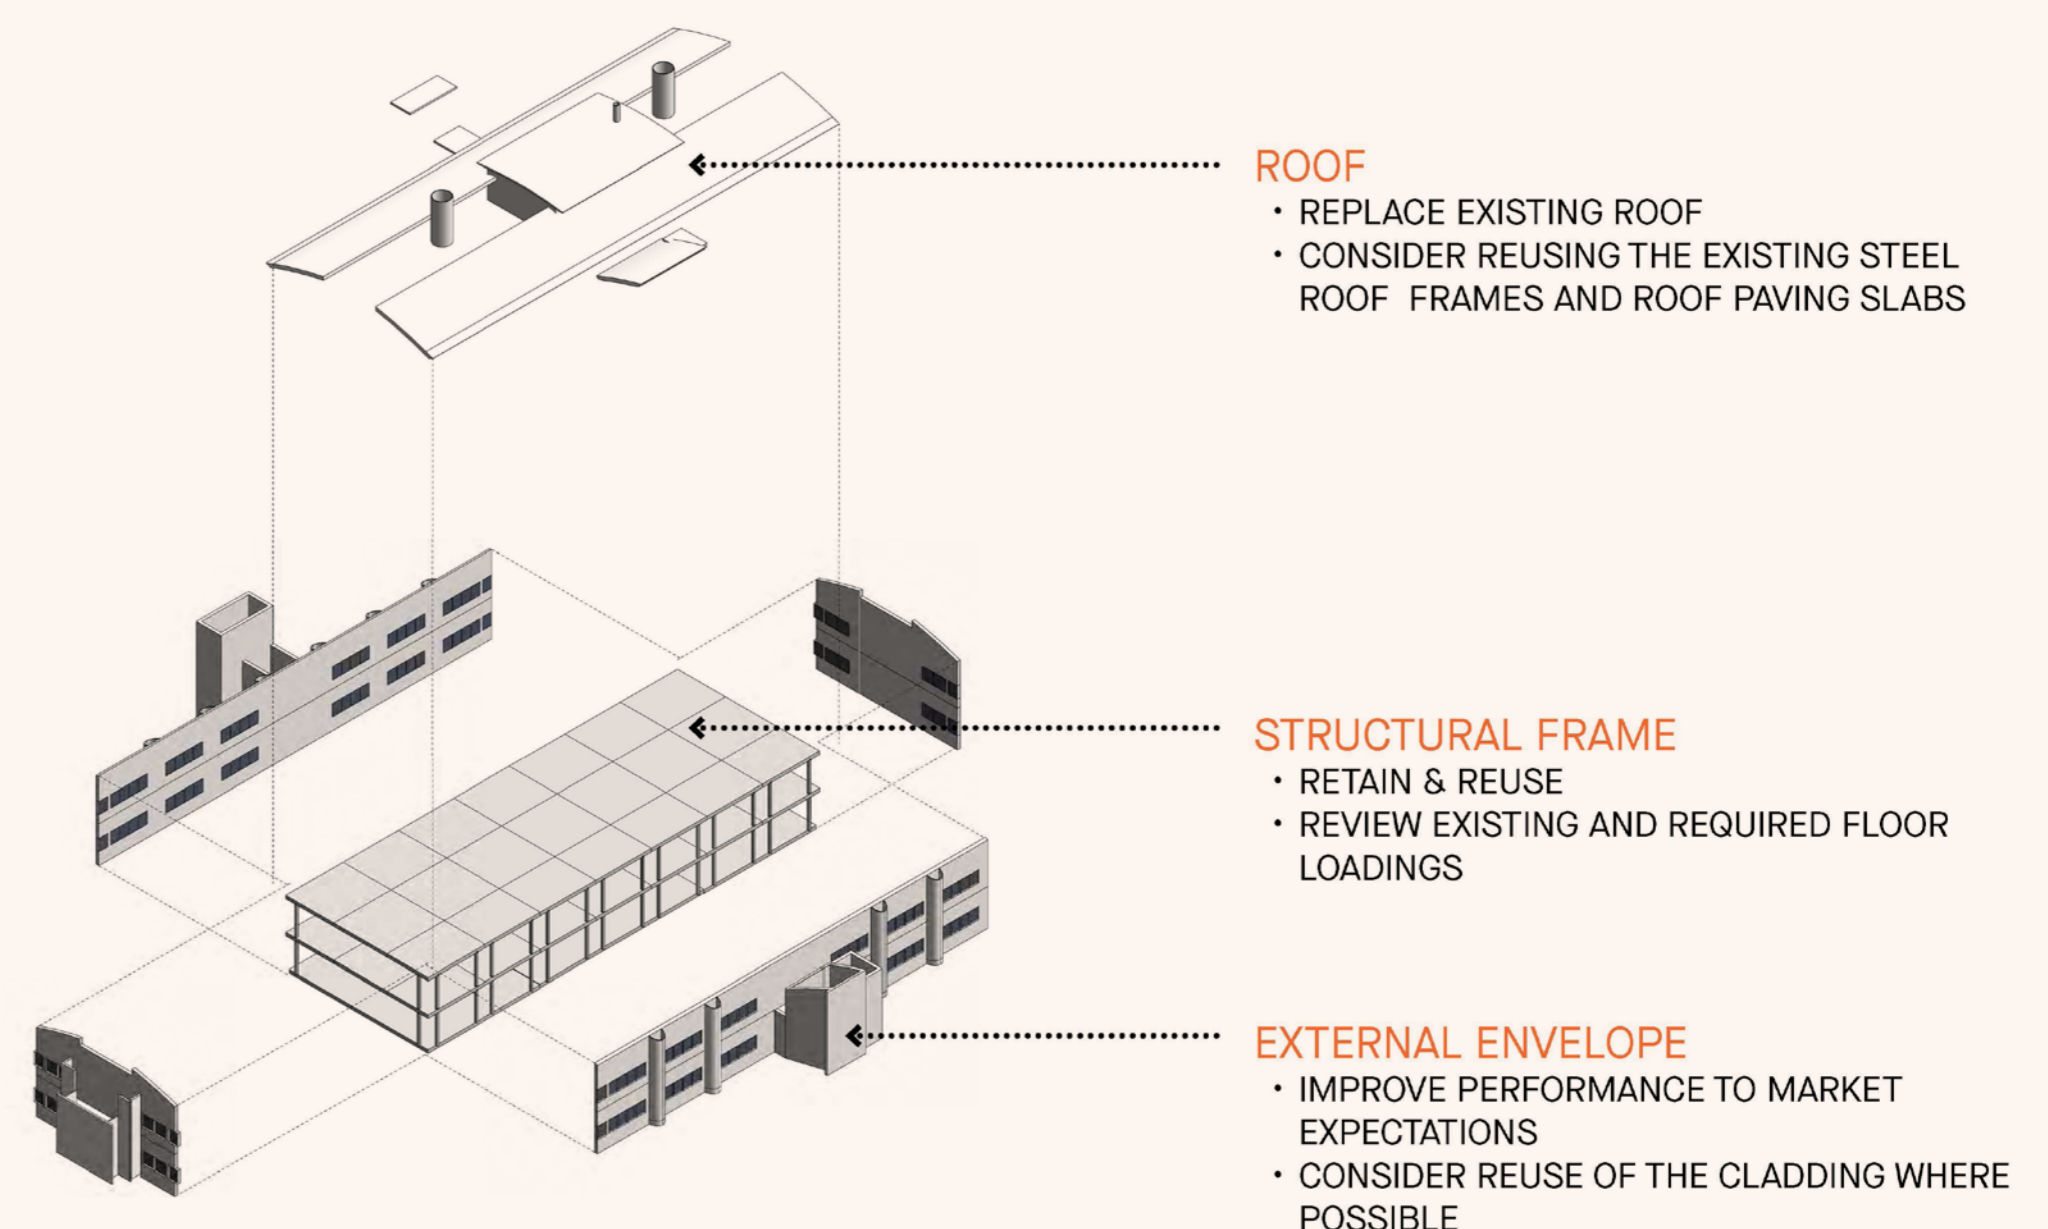 ROOF
• REPLACE EXISTING ROOF
• CONSIDER REUSING THE EXISTING STEEL
ROOF  FRAMES AND ROOF PAVING SLABS
STRUCTURAL FRAME
• RETAIN & REUSE
• REVIEW EXISTING AND REQUIRED FLOOR
LOADINGS
EXTERNAL ENVELOPE
• IMPROVE PERFORMANCE TO MARKET
EXPECTATIONS
• CONSIDER REUSE OF THE CLADDING WHERE
POSSIBLE